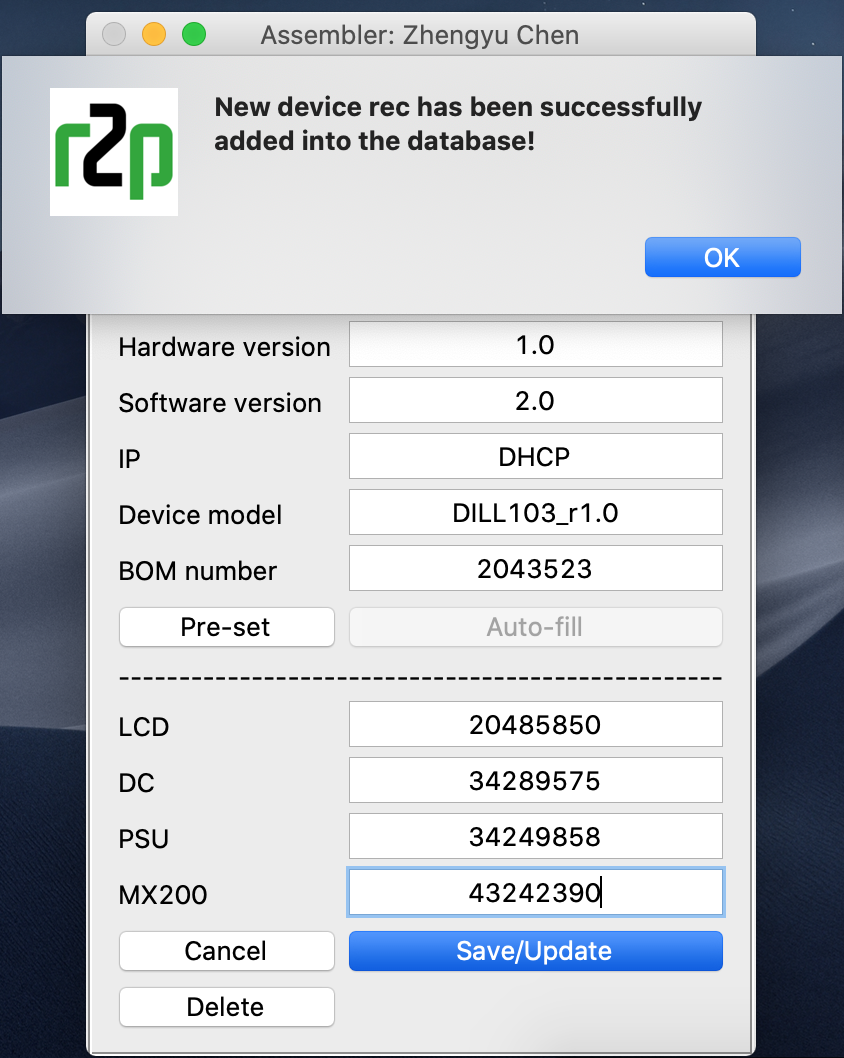 Assembler: Zhengyu Chen
r2p
New device rec has been successfully
added into the database!
OK
Hardware version 1.0
Software version 2.0
IP DHCP
Device model DILL103_r1.0
BOM number 2043523
Pre-set Auto-fill
--------------------------------------------------
LCD 20485850
DC 34289575
PSU 34249858
MX200 43242390
Cancel Save/Update
Delete